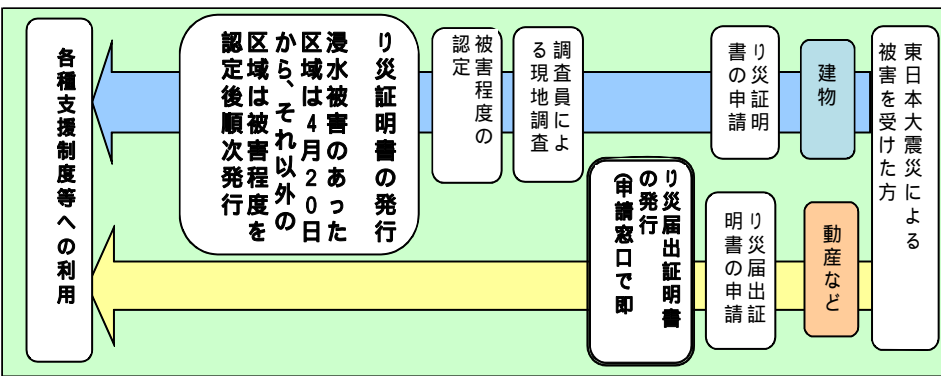 東日本大震災による
被害を受けた方
建物
り災証明
書の申請
調査員によ
る現地調査
被害程度の
認定
り災証明書の発行
浸水被害のあった
区域は4月20日
から、それ以外の
区域は被害程度を
認定後順次発行
動産など
り災届出証
明書の申請
り災届出証明書
の発行
(申請窓口で即
各種支援制度等への利用